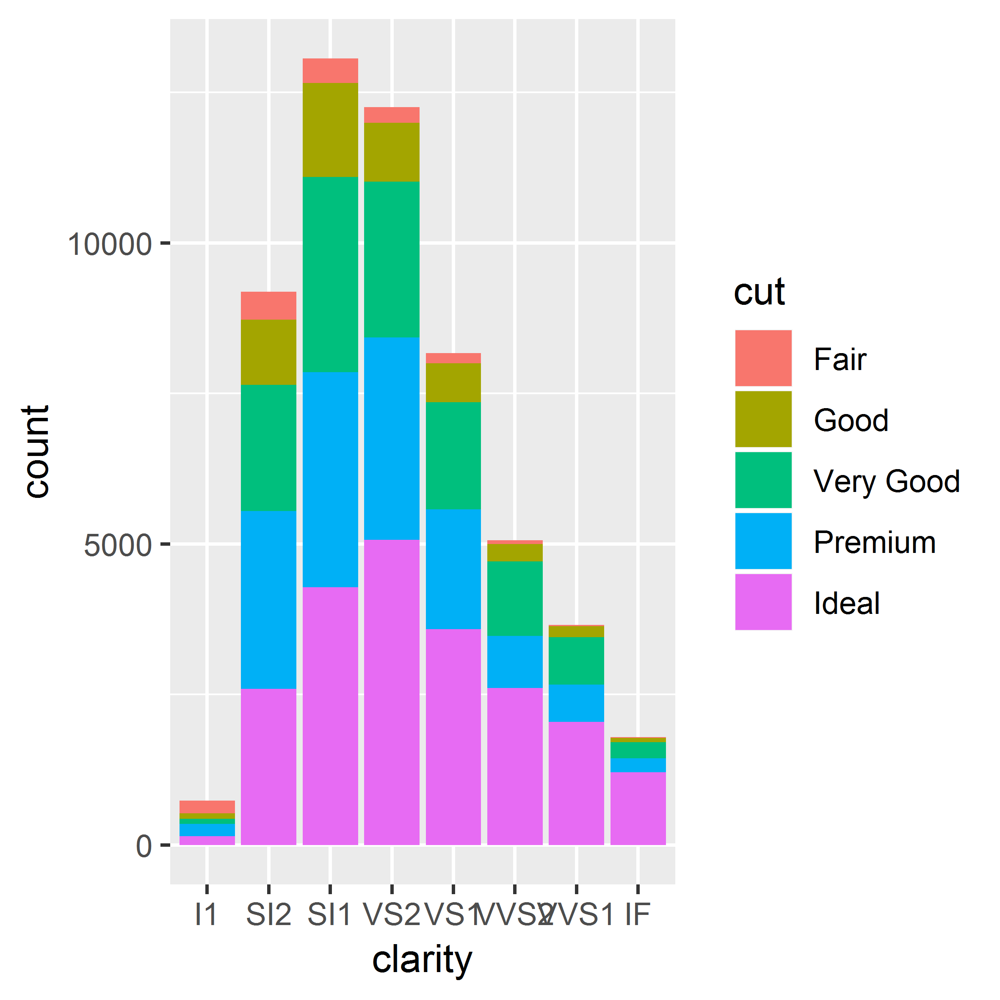 count
10000
5000
0
I1 SI2 SI1 VS2 VS1 VVS2 VVS1 IF
clarity
cut
Fair
Good
Very Good
Premium
Ideal